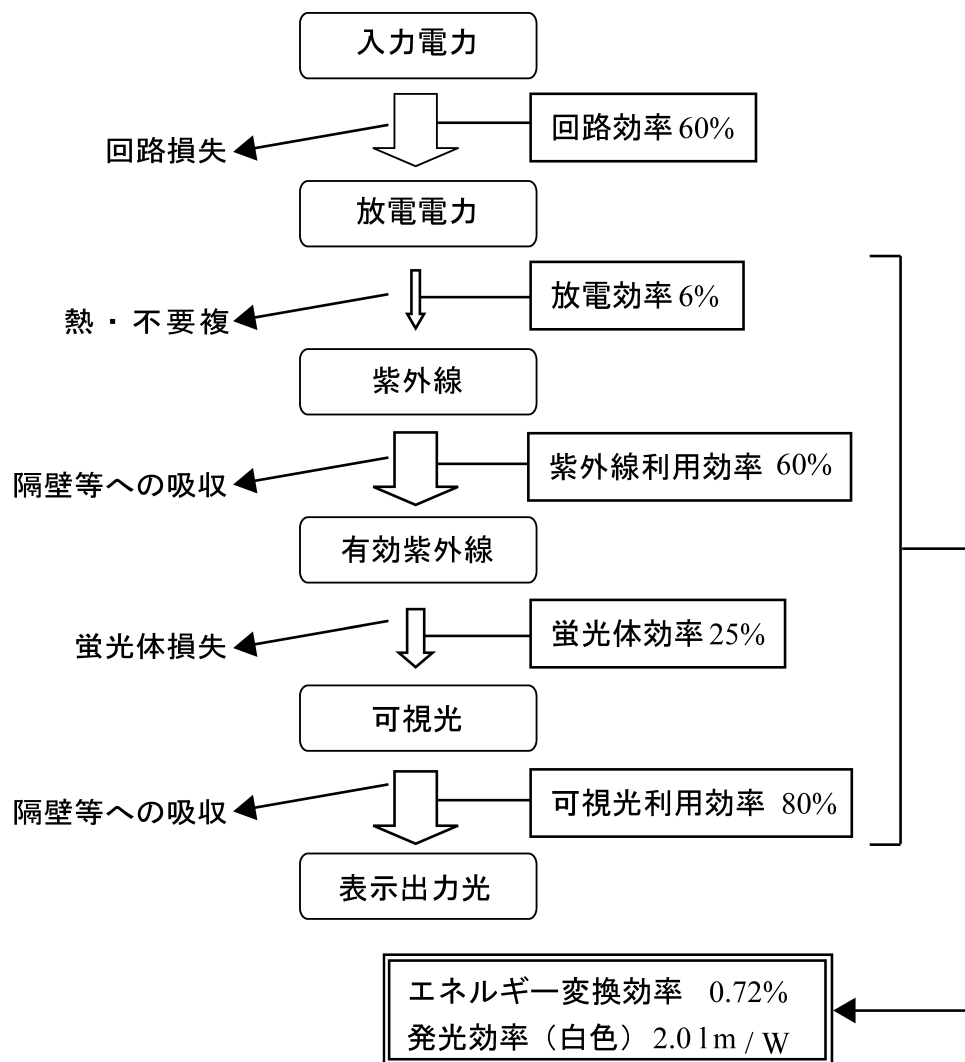 入力電力
回路効率 60%
回路損失
放電電力
放電効率 6%
熱・不要複
紫外線
紫外線利用効率 60%
隔壁等への吸収
有効紫外線
蛍光体効率 25%
蛍光体損失
可視光
可視光利用効率 80%
隔壁等への吸収
表示出力光
エネルギー変換効率 0.72%
発光効率（白色）2.0 lm / W